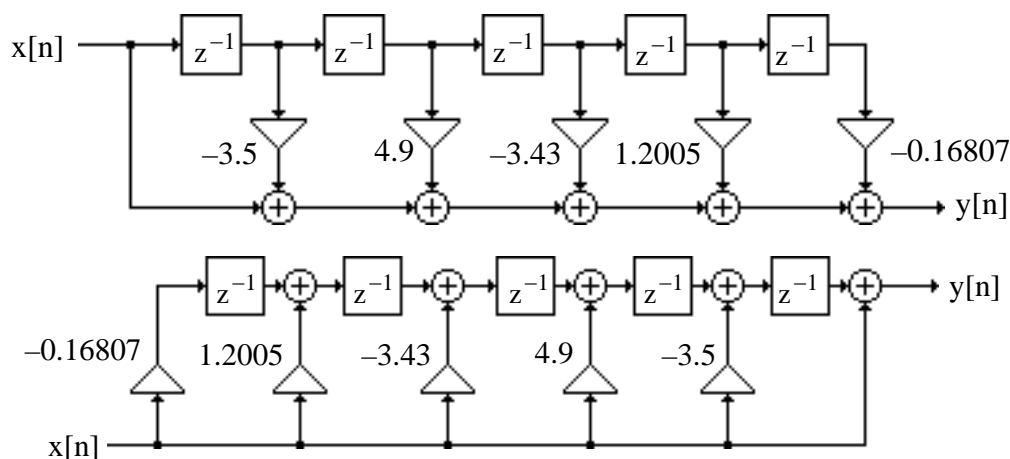 x[n] z⁻¹ z⁻¹ z⁻¹ z⁻¹ z⁻¹
–3.5 4.9 –3.43 1.2005 –0.16807
+ + + + + y[n]
z⁻¹ + z⁻¹ + z⁻¹ + z⁻¹ + z⁻¹ + y[n]
–0.16807 1.2005 –3.43 4.9 –3.5
x[n]